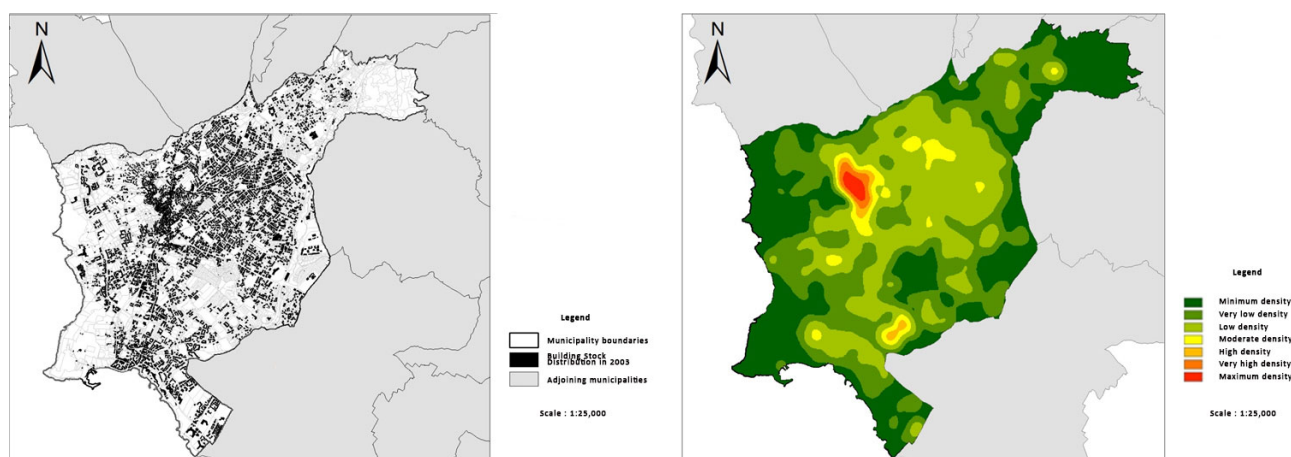 N
Legend
Municipality boundaries
Building Stock
Distribution in 2003
Adjoining municipalities
Scale : 1:25,000
N
Legend
Minimum density
Very low density
Low density
Moderate density
High density
Very high density
Maximum density
Scale : 1:25,000